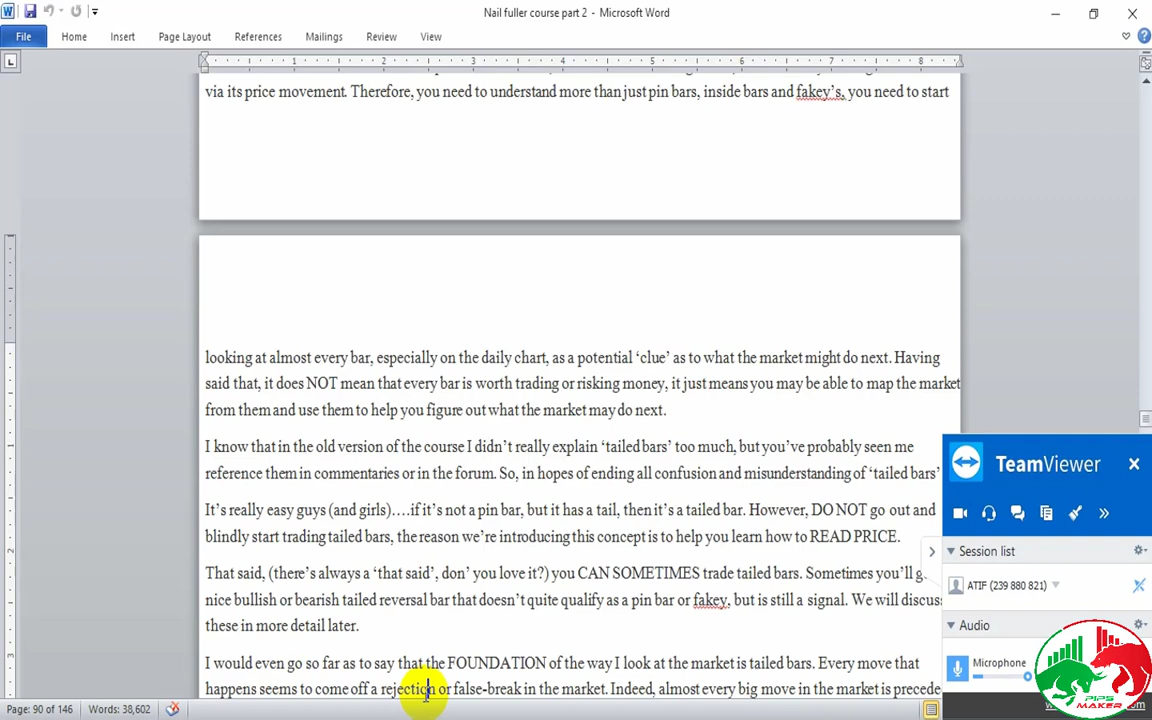 Nail fuller course part 2 - Microsoft Word
File Home Insert Page Layout References Mailings Review View
1 2 3 4 5 6 7 8
via its price movement. Therefore, you need to understand more than just pin bars, inside bars and fakey’s, you need to start
looking at almost every bar, especially on the daily chart, as a potential ‘clue’ as to what the market might do next. Having
said that, it does NOT mean that every bar is worth trading or risking money, it just means you may be able to map the market
from them and use them to help you figure out what the market may do next.
I know that in the old version of the course I didn’t really explain ‘tailed bars’ too much, but you’ve probably seen me
reference them in commentaries or in the forum. So, in hopes of ending all confusion and misunderstanding of ‘tailed bars’
It’s really easy guys (and girls)….if it’s not a pin bar, but it has a tail, then it’s a tailed bar. However, DO NOT go out and
blindly start trading tailed bars, the reason we’re introducing this concept is to help you learn how to READ PRICE.
That said, (there’s always a ‘that said’, don’ you love it?) you CAN SOMETIMES trade tailed bars. Sometimes you’ll g
nice bullish or bearish tailed reversal bar that doesn’t quite qualify as a pin bar or fakey, but is still a signal. We will discus
these in more detail later.
I would even go so far as to say that the FOUNDATION of the way I look at the market is tailed bars. Every move that
happens seems to come off a rejection or false-break in the market. Indeed, almost every big move in the market is precede
TeamViewer
Session list
ATIF (239 880 821)
Audio
Microphone
PIPS
MAKER
Page: 90 of 146 Words: 38,602